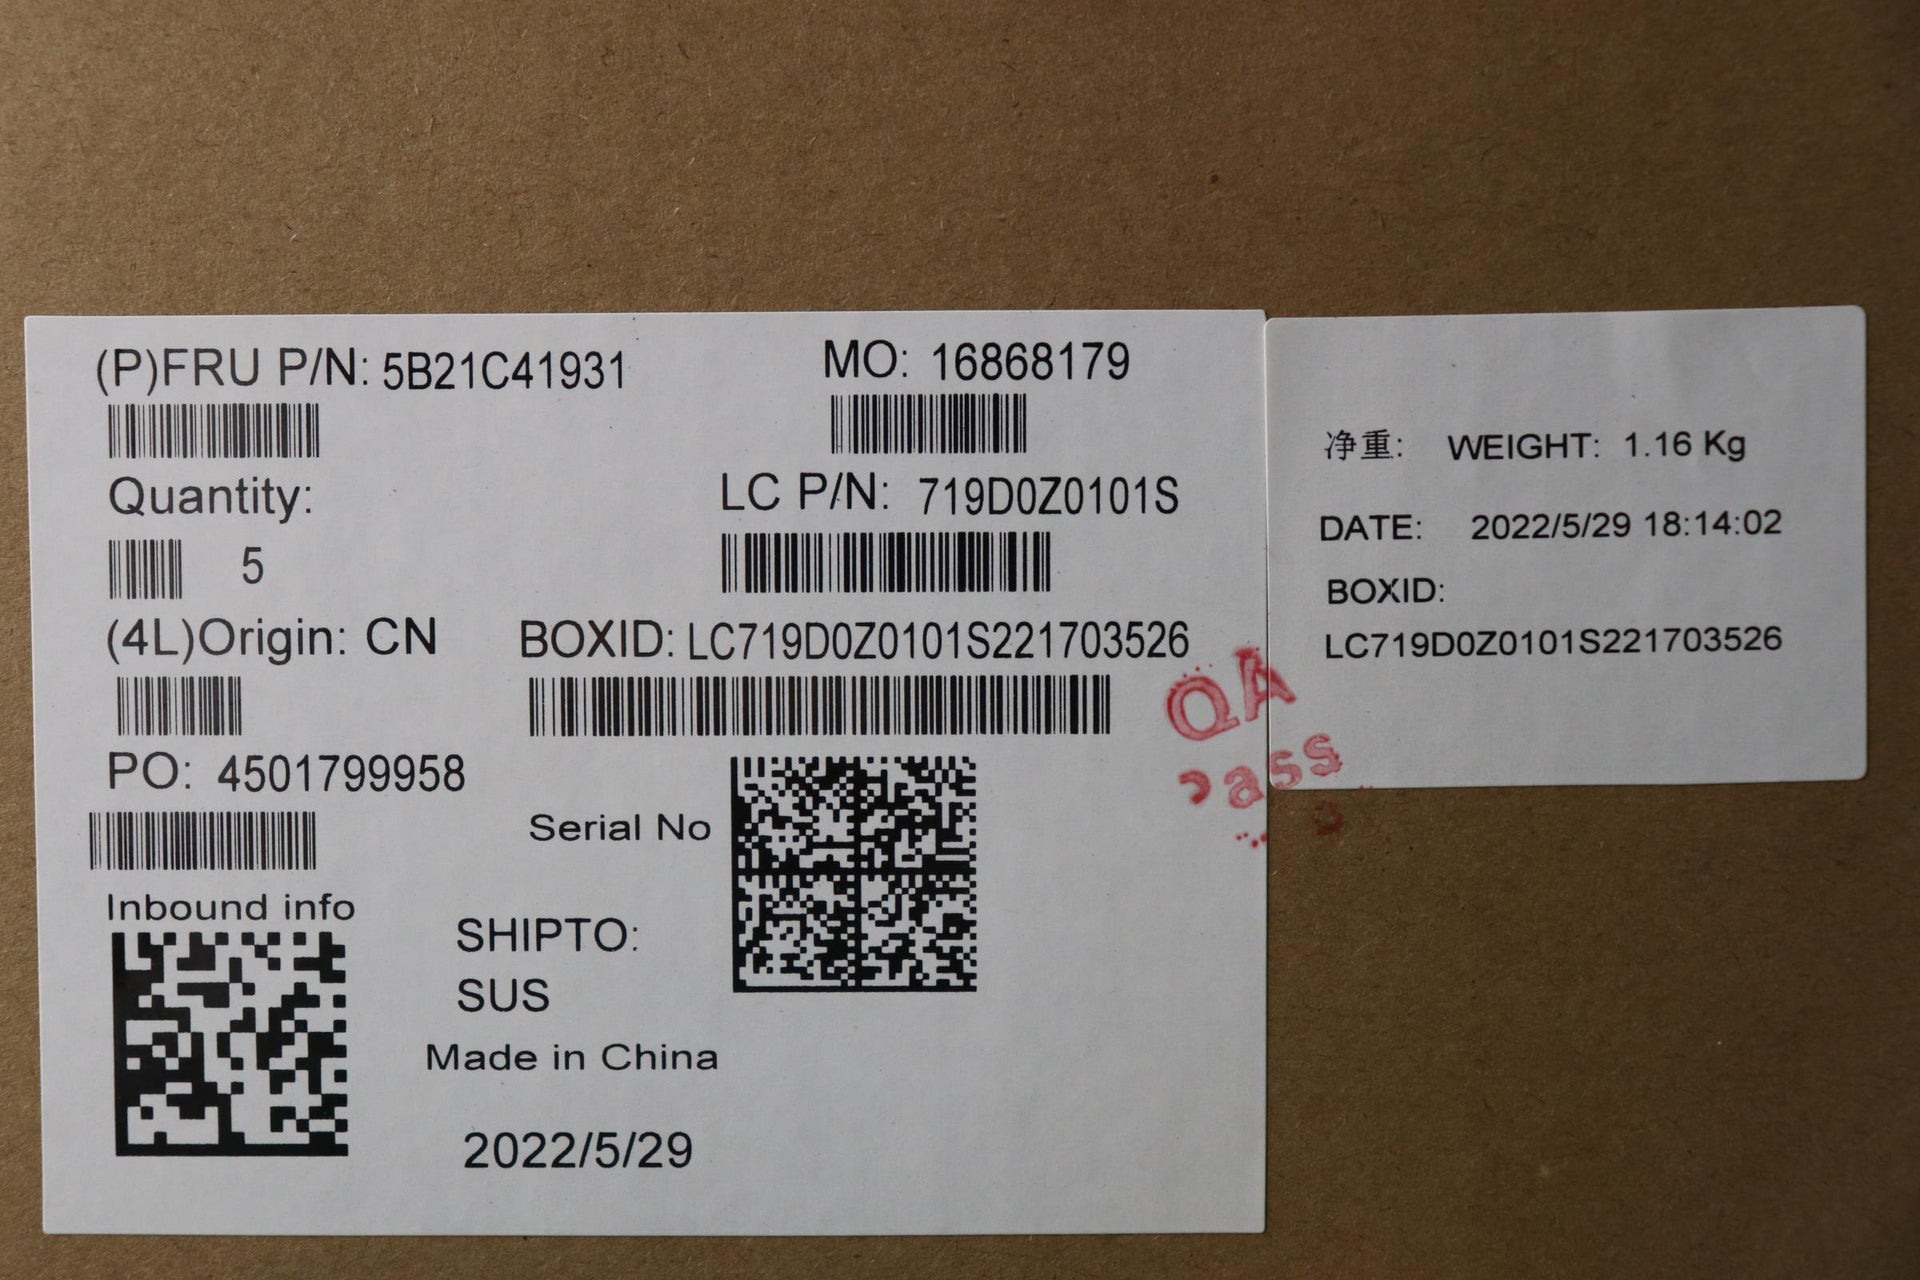 (P)FRU P/N: 5B21C41931
MO: 16868179
Quantity:
5
LC P/N: 719D0Z0101S
(4L)Origin: CN
BOXID: LC719D0Z0101S221703526
PO: 4501799958
Serial No
Inbound info
SHIPTO:
SUS
Made in China
2022/5/29
QA
Pass
净重: WEIGHT: 1.16 Kg
DATE: 2022/5/29 18:14:02
BOXID:
LC719D0Z0101S221703526